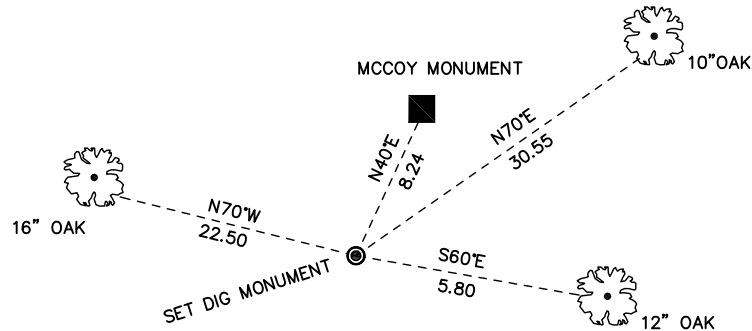 10"OAK
MCCOY MONUMENT
N70°E
30.55
N40°E
8.24
16" OAK
N70°W
22.50
S60°E
5.80
SET DIG MONUMENT
12" OAK